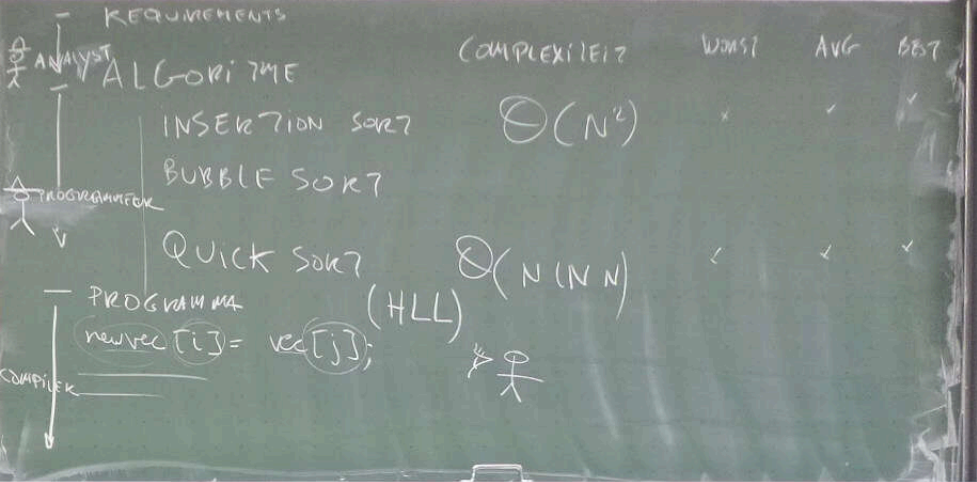 REQUIREMENTS
ANALYST
ALGORITME
COMPLEXITEIT WORST AVG BEST
INSERTION SORT Θ(N²)
BUBBLE SORT
PROGRAMMER
QUICK SORT Θ(N LN N)
PROGRAMMA (HLL)
newvec [i] = vec [j];
COMPILER